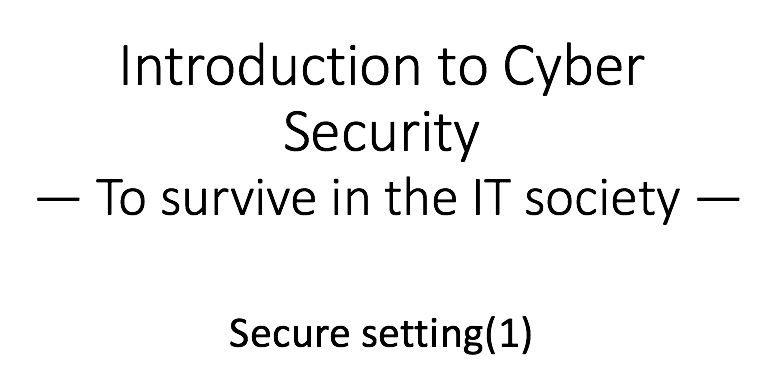 Introduction to Cyber
Security
— To survive in the IT society —
Secure setting(1)